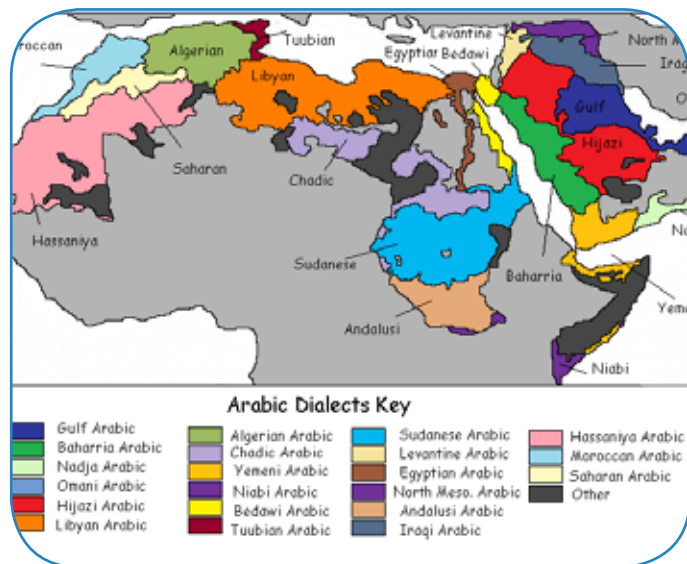 Levantine
North M
roccan
Tuubian
Algerian
Egyptian Bedawi
Iraq
Libyan
O
Gulf
Saharan
Hijazi
Chadic
Hassaniya
Na
Sudanese
Baharria
Yeme
Andalusi
Niabi
Arabic Dialects Key
Gulf Arabic
Baharria Arabic
Nadja Arabic
Omani Arabic
Hijazi Arabic
Libyan Arabic
Algerian Arabic
Chadic Arabic
Yemeni Arabic
Niabi Arabic
Bedawi Arabic
Tuubian Arabic
Sudanese Arabic
Levantine Arabic
Egyptian Arabic
North Meso. Arabic
Andalusi Arabic
Iraqi Arabic
Hassaniya Arabic
Moroccan Arabic
Saharan Arabic
Other